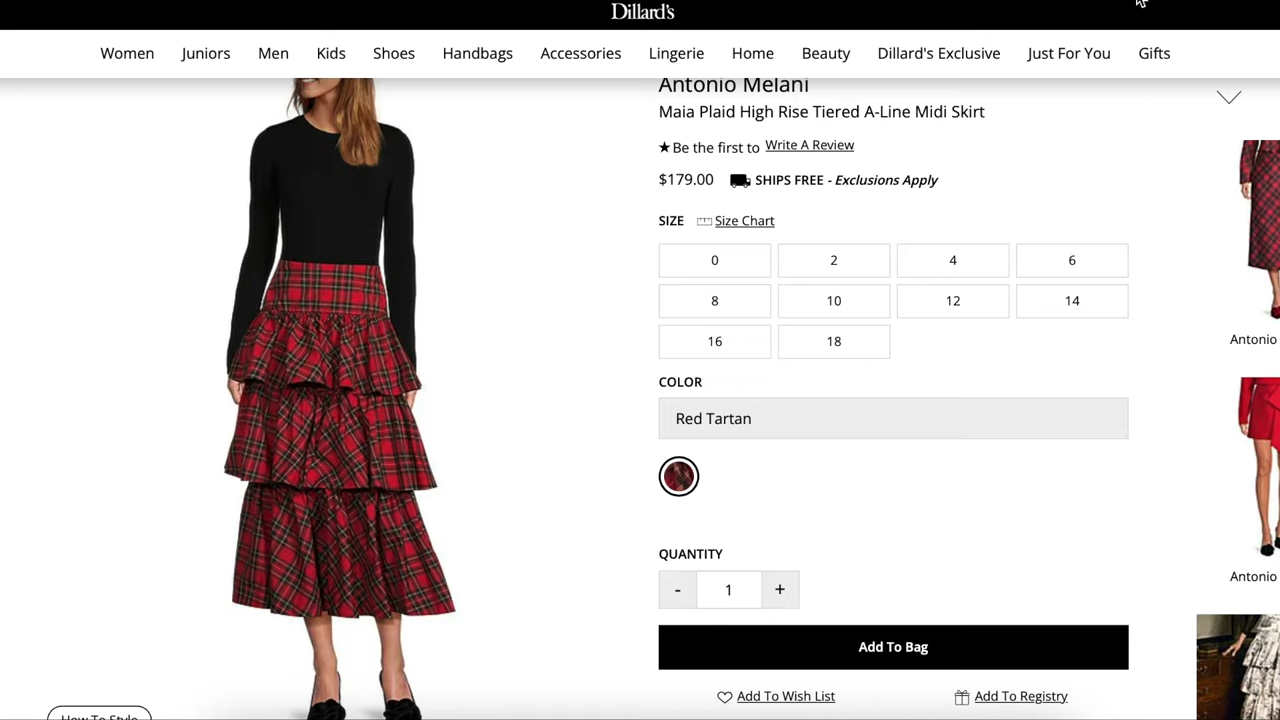 Dillard's
Women Juniors Men Kids Shoes Handbags Accessories Lingerie Home Beauty Dillard's Exclusive Just For You Gifts
Antonio Melani
Maia Plaid High Rise Tiered A-Line Midi Skirt
★Be the first to Write A Review
$179.00 SHIPS FREE - Exclusions Apply
SIZE Size Chart
0 2 4 6
8 10 12 14
16 18
COLOR
Red Tartan
QUANTITY
- 1 +
Add To Bag
Add To Wish List Add To Registry
Antonio
Antonio
How To Style